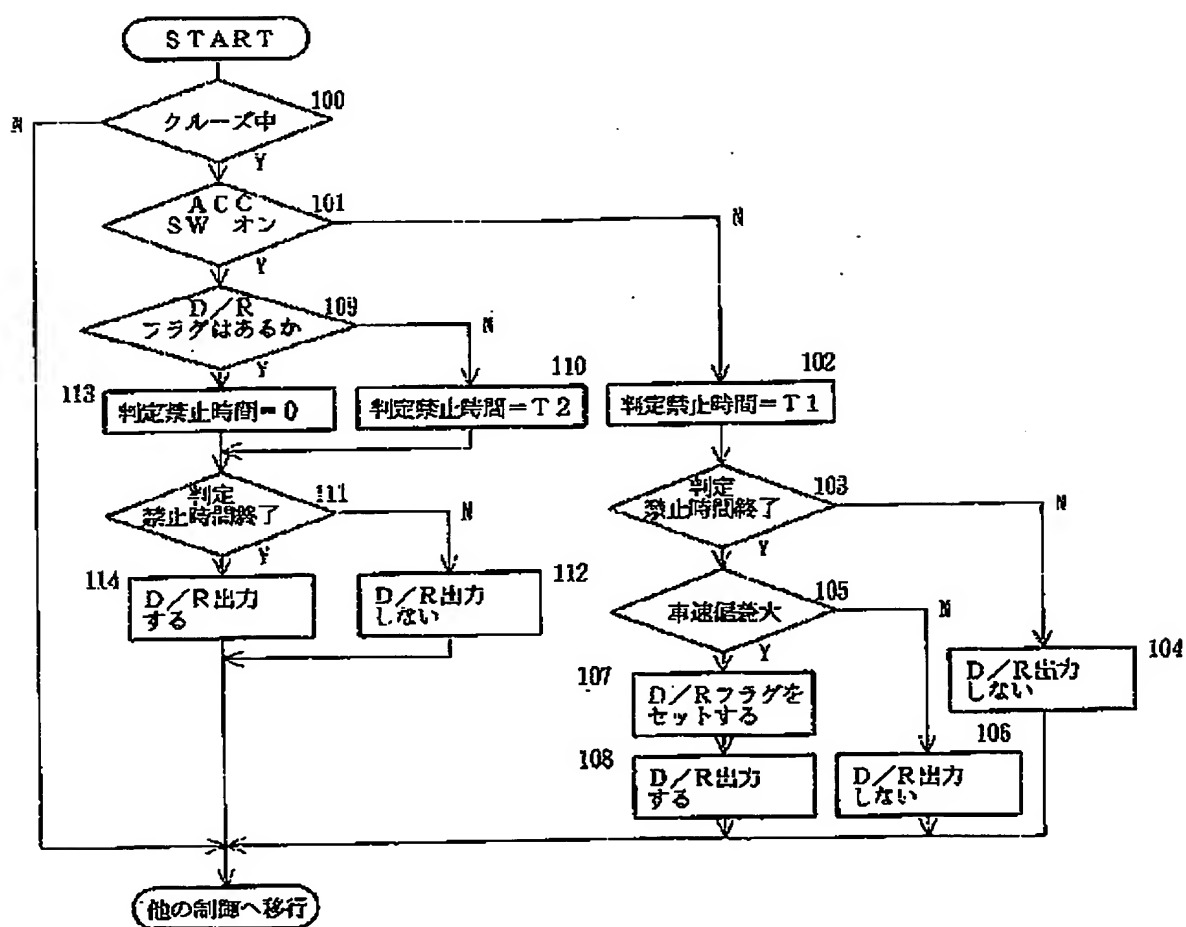 START
100
N
クルーズ中
Y
ACC
SW オン
101
N
Y
D/R
フラグはあるか
109
N
Y
113
判定禁止時間=0
110
判定禁止時間=T2
102
判定禁止時間=T1
判定
禁止時間終了
111
N
Y
判定
禁止時間終了
103
N
Y
114
D/R出力
する
112
D/R出力
しない
車速偏差大
105
N
Y
104
D/R出力
しない
107
D/Rフラグを
セットする
106
D/R出力
しない
108
D/R出力
する
他の制御へ移行